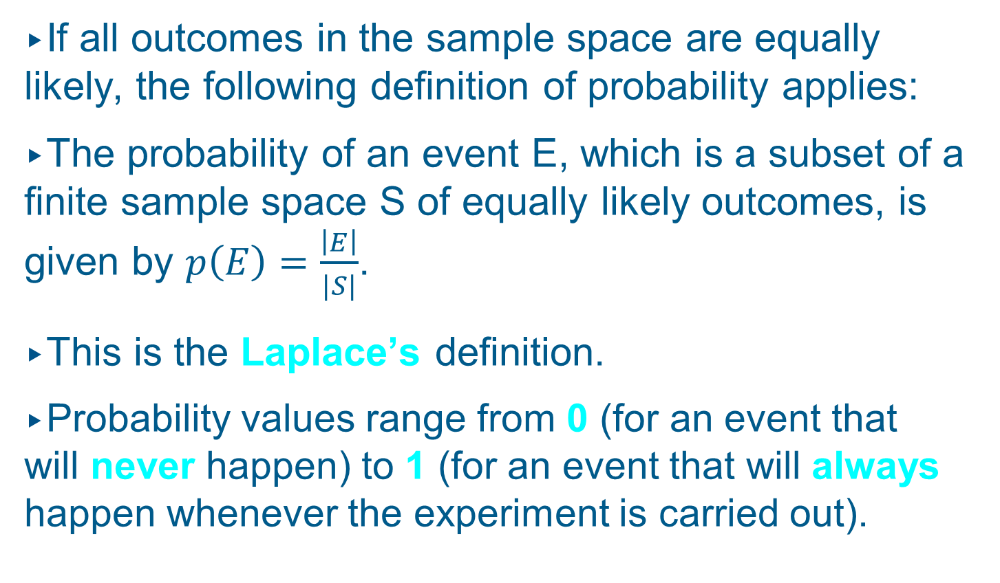 ▸If all outcomes in the sample space are equally
likely, the following definition of probability applies:
▸The probability of an event E, which is a subset of a
finite sample space S of equally likely outcomes, is
given by 𝑝(𝐸) = |𝐸|/|𝑆|.
▸This is the Laplace’s definition.
▸Probability values range from 0 (for an event that
will never happen) to 1 (for an event that will always
happen whenever the experiment is carried out).